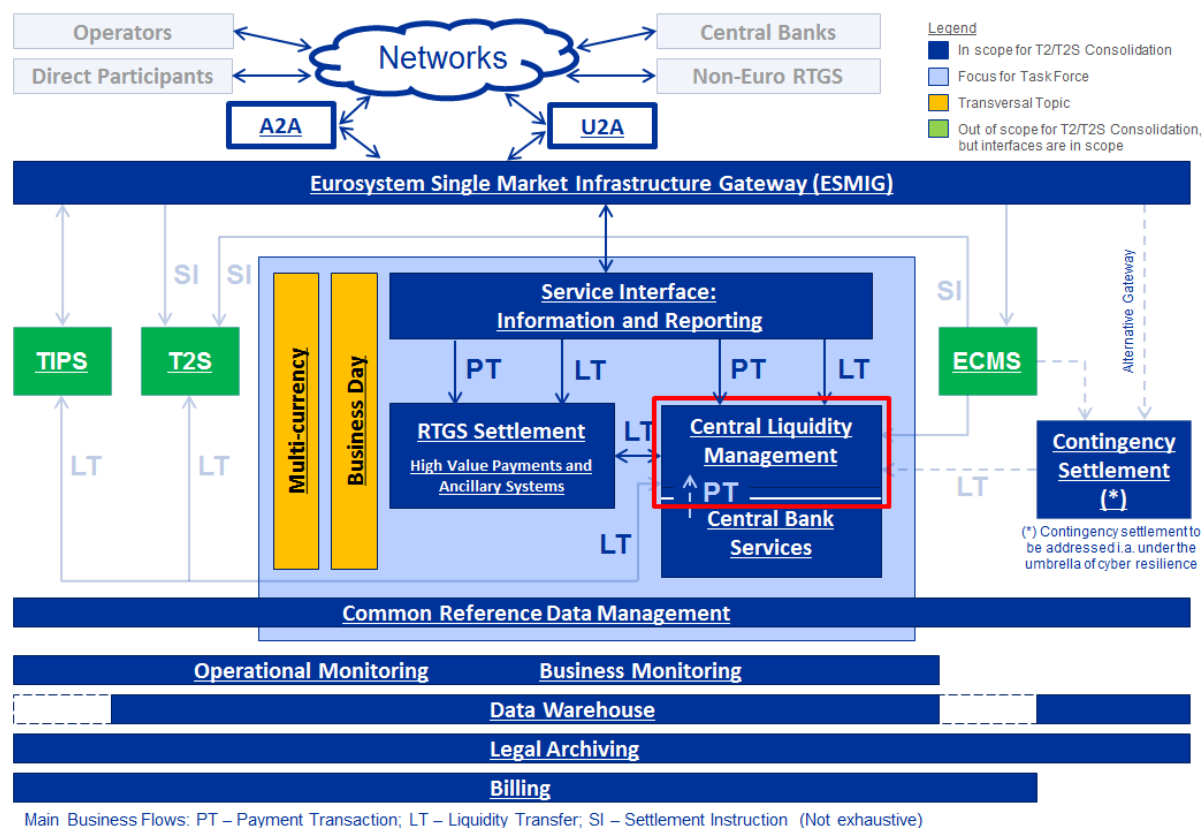 Operators
Direct Participants
Networks
Central Banks
Non-Euro RTGS
Legend
In scope for T2/T2S Consolidation
Focus for Task Force
Transversal Topic
Out of scope for T2/T2S Consolidation,
but interfaces are in scope
A2A
U2A
Eurosystem Single Market Infrastructure Gateway (ESMIG)
SI
SI
SI
Alternative Gateway
Multi-currency
Business Day
Service Interface:
Information and Reporting
TIPS
T2S
ECMS
PT
LT
PT
LT
RTGS Settlement
High Value Payments and
Ancillary Systems
LT
Central Liquidity
Management
PT
Central Bank
Services
LT
LT
LT
LT
Contingency
Settlement
(*)
(*) Contingency settlement to
be addressed i.a. under the
umbrella of cyber resilience
Common Reference Data Management
Operational Monitoring
Business Monitoring
Data Warehouse
Legal Archiving
Billing
Main Business Flows: PT – Payment Transaction; LT – Liquidity Transfer; SI – Settlement Instruction (Not exhaustive)